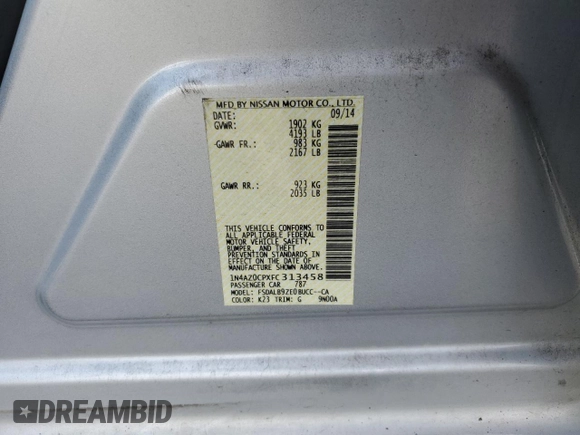 MFD.BY NISSAN MOTOR CO., LTD.
DATE: 09/14
GVWR: 1902 KG
4193 LB
GAWR FR.: 983 KG
2167 LB
GAWR RR.: 923 KG
2035 LB
THIS VEHICLE CONFORMS TO
ALL APPLICABLE FEDERAL
MOTOR VEHICLE SAFETY,
BUMPER, AND THEFT
PREVENTION STANDARDS
IN EFFECT ON THE DATE OF
MANUFACTURE SHOWN ABOVE.
1N4AZ0CPXFC313458
PASSENGER CAR 787
MODEL: FSDALB9ZE0BUCC--CA
COLOR: K23 TRIM: G 9N00A
DREAMBID